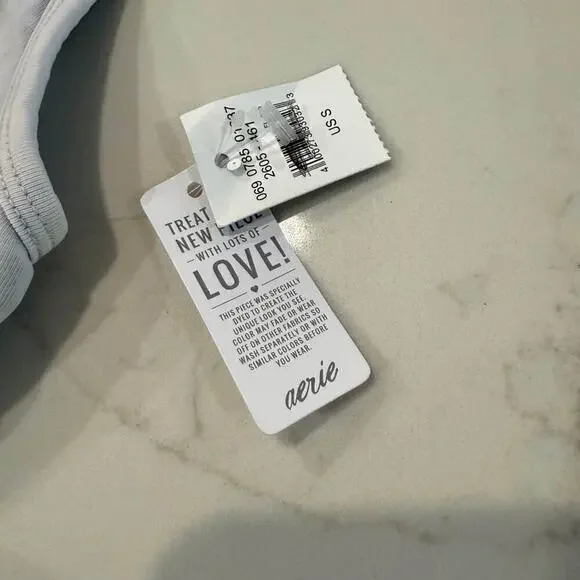 069 0785
2605
US S
TREAT
NEW PIECE
WITH LOTS OF
LOVE!
THIS PIECE WAS SPECIALLY
DYED TO CREATE THE
UNIQUE LOOK YOU SEE.
COLOR MAY FADE OR WEAR
OFF ON OTHER FABRICS SO
WASH SEPARATELY OR WITH
SIMILAR COLORS BEFORE
YOU WEAR.
aerie